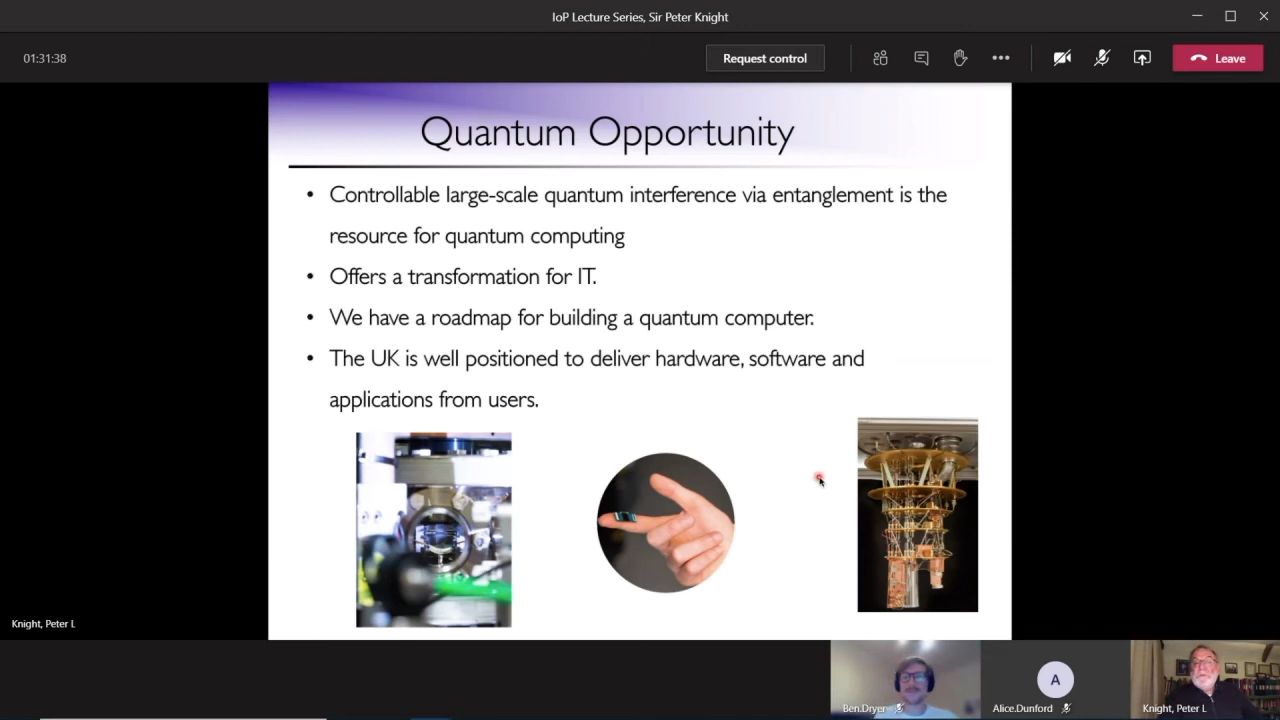 IoP Lecture Series, Sir Peter Knight
01:31:38
Request control
Leave
Quantum Opportunity
• Controllable large-scale quantum interference via entanglement is the
resource for quantum computing
• Offers a transformation for IT.
• We have a roadmap for building a quantum computer.
• The UK is well positioned to deliver hardware, software and
applications from users.
Knight, Peter L
A
Ben.Dryer
Alice.Dunford
Knight, Peter L